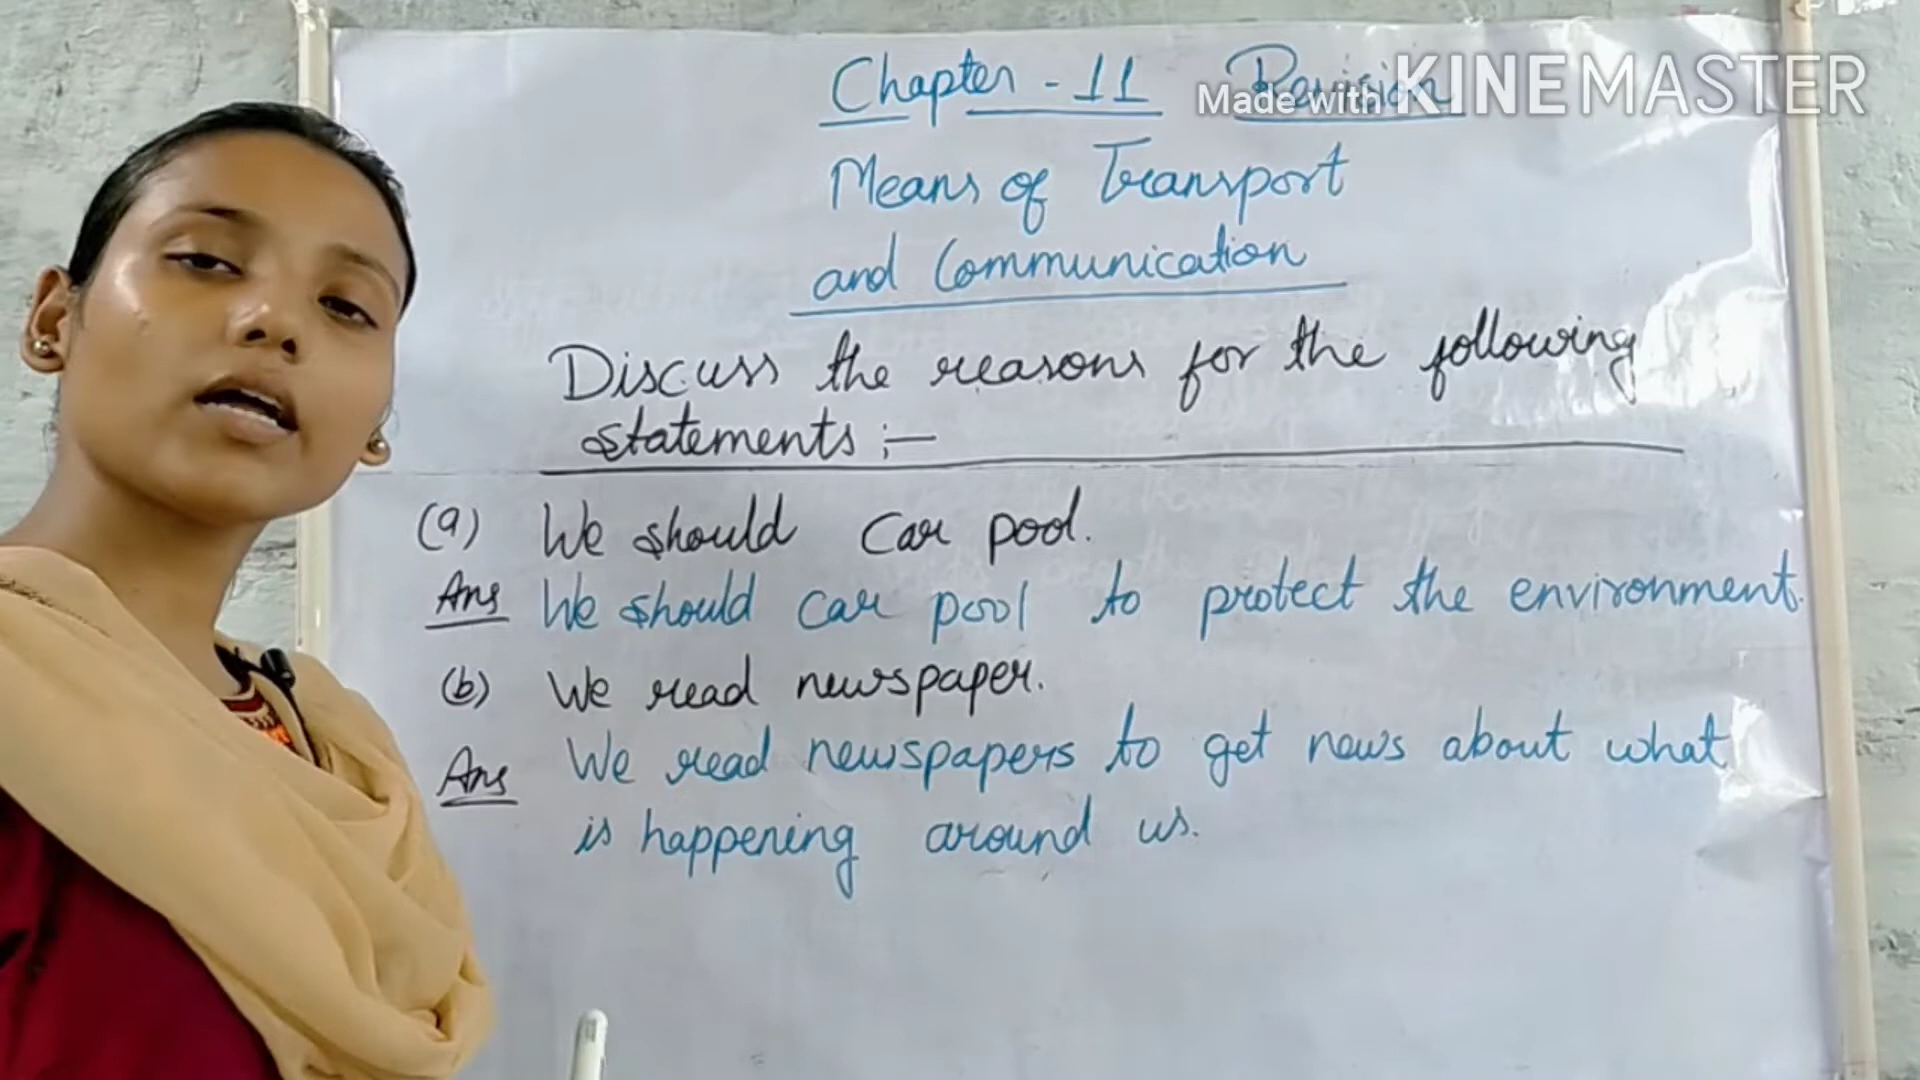 Chapter - 11 Revision
Made with KINEMASTER
Means of Transport
and Communication
Discuss the reasons for the following
statements :-
(a) We should car pool.
Ans We should car pool to protect the environment.
(b) We read newspaper.
Ans We read newspapers to get news about what
is happening around us.